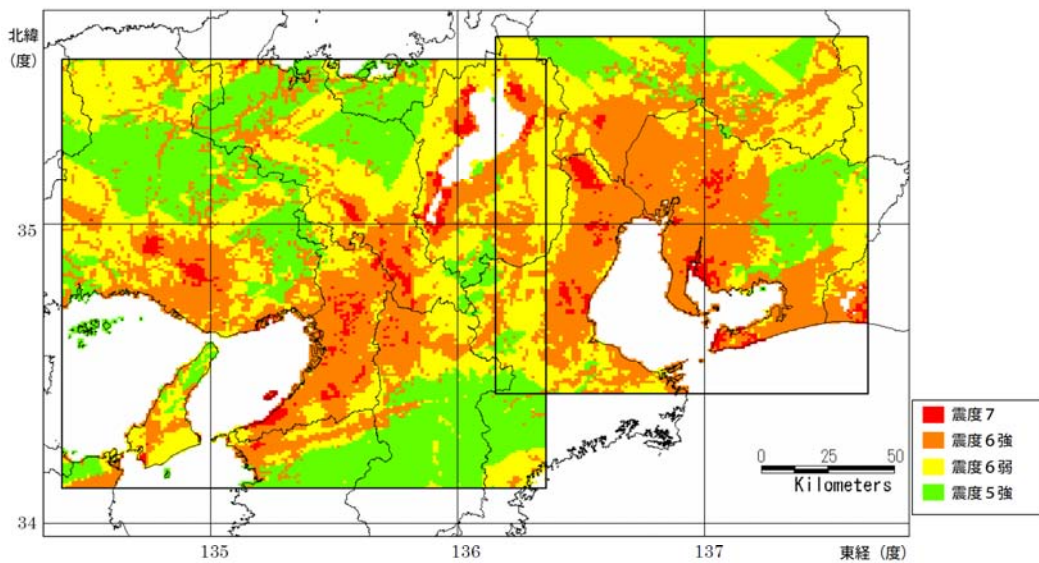 北緯
（度）
35
34
135
136
137
東経（度）
0 25 50
Kilometers
震度７
震度６強
震度６弱
震度５強